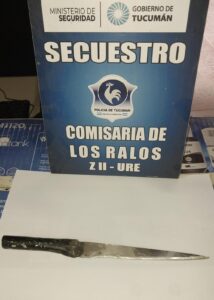 MINISTERIO DE
SEGURIDAD
GOBIERNO DE
TUCUMÁN
SECUESTRO
POLICIA DE TUCUMAN
COMISARIA DE
LOS RALOS
Z II - URE